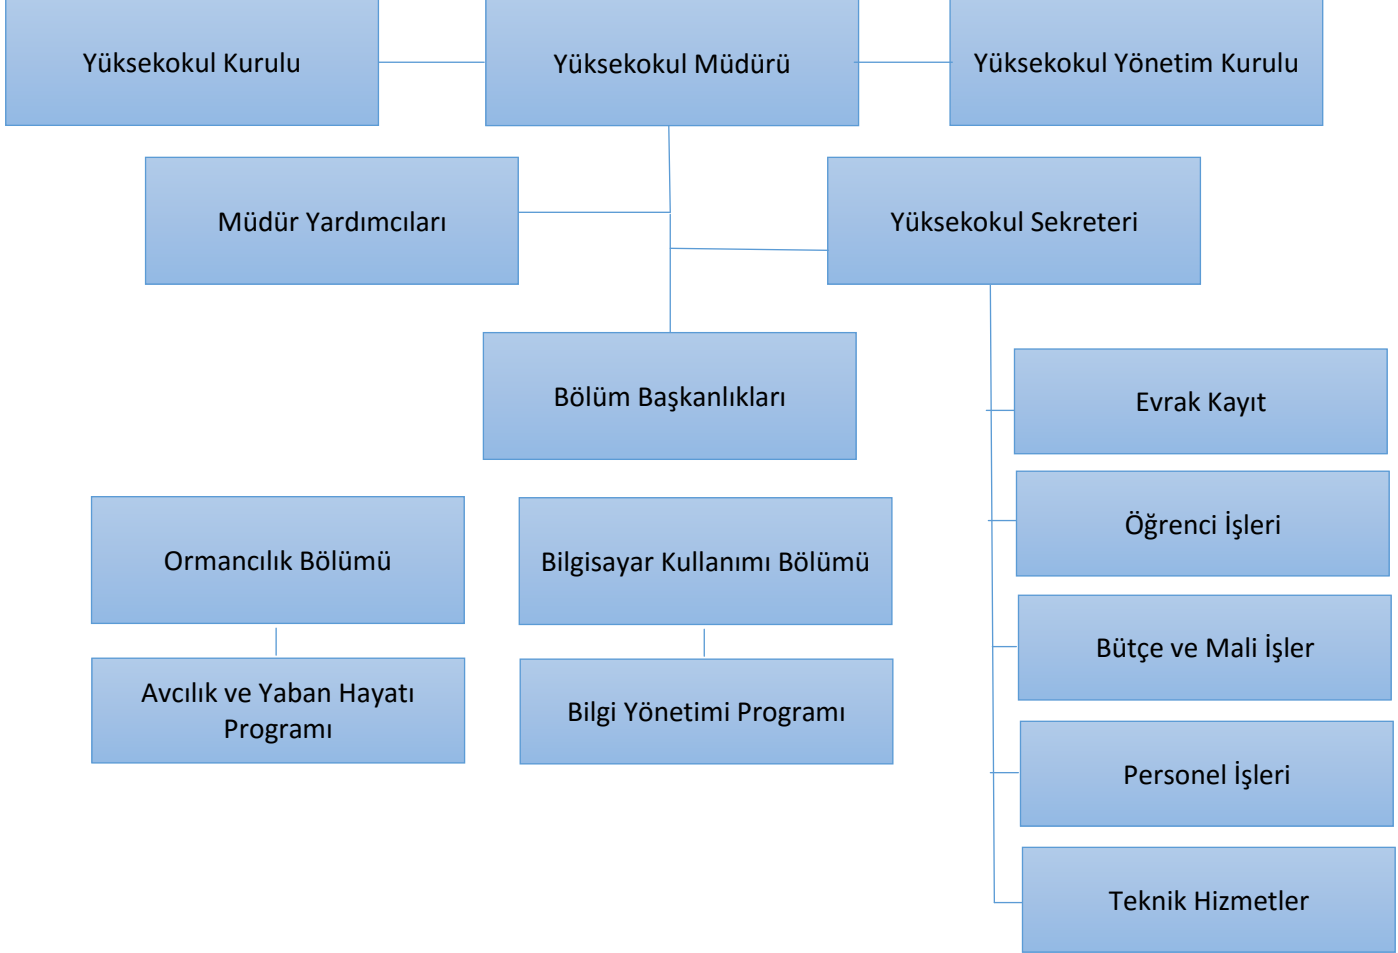 Yüksekokul Kurulu
Yüksekokul Müdürü
Yüksekokul Yönetim Kurulu
Müdür Yardımcıları
Yüksekokul Sekreteri
Bölüm Başkanlıkları
Evrak Kayıt
Öğrenci İşleri
Ormancılık Bölümü
Bilgisayar Kullanımı Bölümü
Bütçe ve Mali İşler
Avcılık ve Yaban Hayatı
Programı
Bilgi Yönetimi Programı
Personel İşleri
Teknik Hizmetler